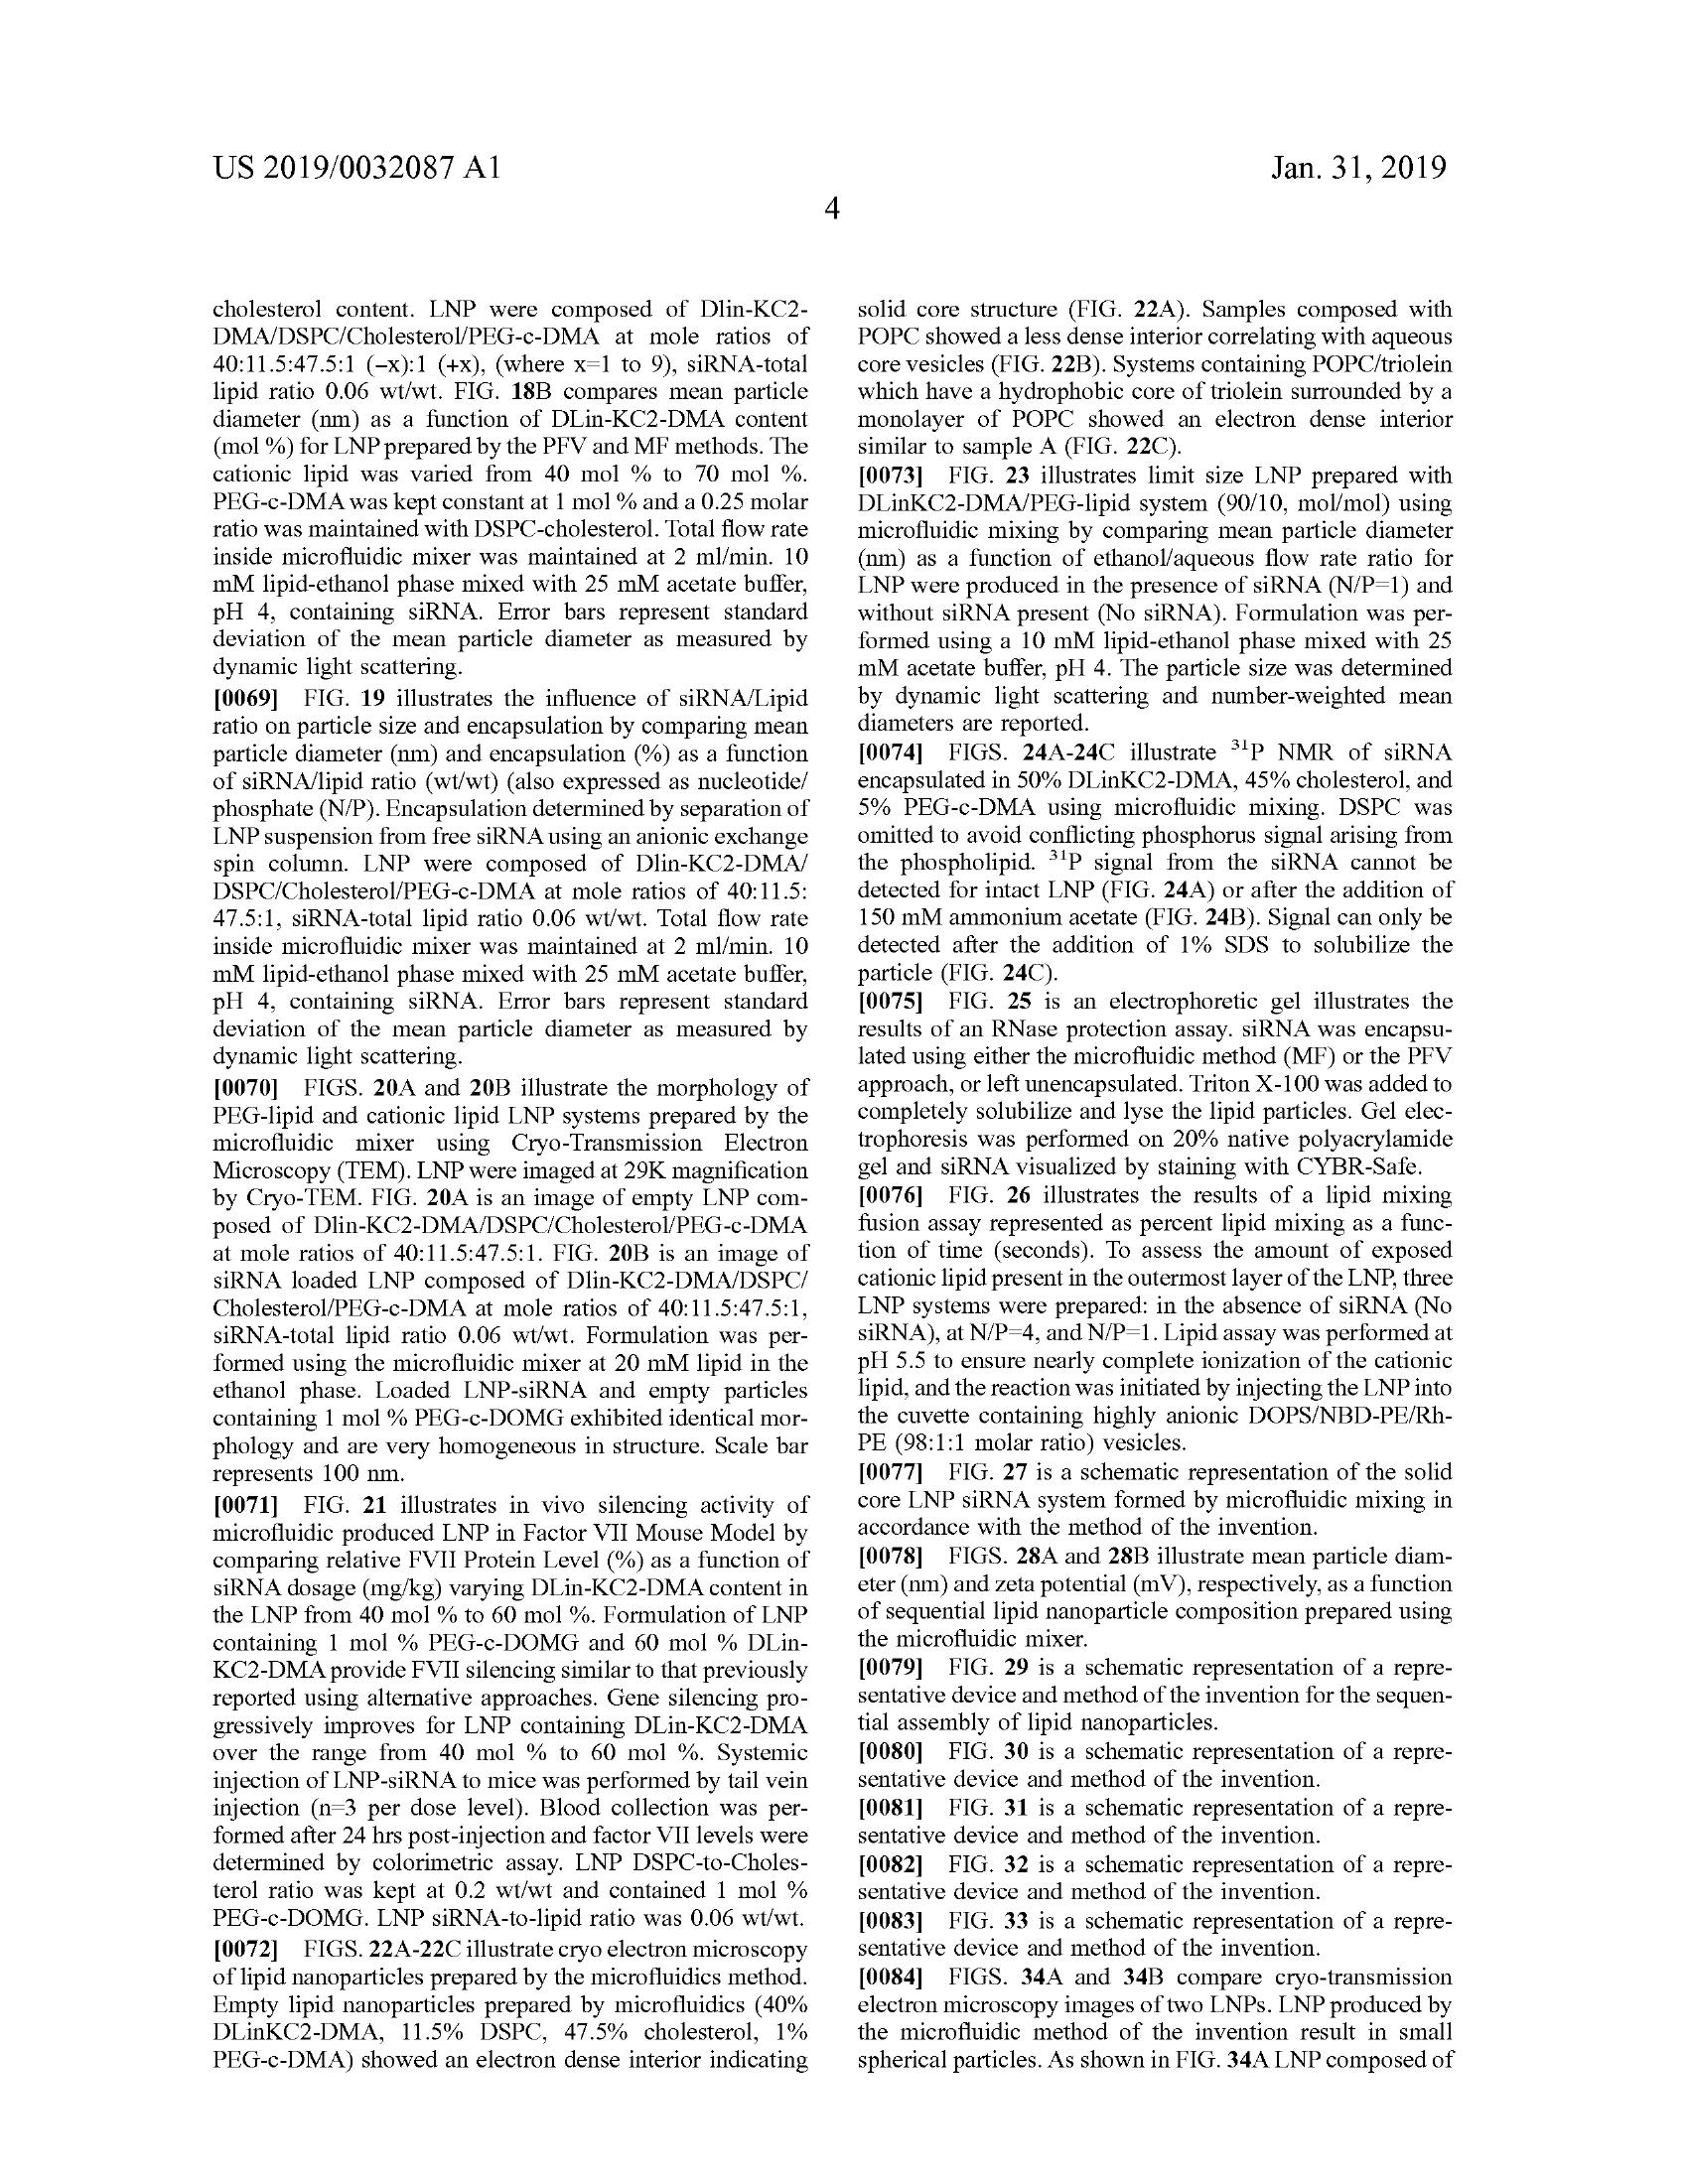 US 2019/0032087 A1
Jan. 31, 2019
4
cholesterol content. LNP were composed of Dlin-KC2-
DMA/DSPC/Cholesterol/PEG-c-DMA at mole ratios of
40:11.5:47.5:1 (−x):1 (+x), (where x=1 to 9), siRNA-total
lipid ratio 0.06 wt/wt. FIG. 18B compares mean particle
diameter (nm) as a function of DLin-KC2-DMA content
(mol %) for LNP prepared by the PFV and MF methods. The
cationic lipid was varied from 40 mol % to 70 mol %.
PEG-c-DMA was kept constant at 1 mol % and a 0.25 molar
ratio was maintained with DSPC-cholesterol. Total flow rate
inside microfluidic mixer was maintained at 2 ml/min. 10
mM lipid-ethanol phase mixed with 25 mM acetate buffer,
pH 4, containing siRNA. Error bars represent standard
deviation of the mean particle diameter as measured by
dynamic light scattering.
[0069] FIG. 19 illustrates the influence of siRNA/Lipid
ratio on particle size and encapsulation by comparing mean
particle diameter (nm) and encapsulation (%) as a function
of siRNA/lipid ratio (wt/wt) (also expressed as nucleotide/
phosphate (N/P). Encapsulation determined by separation of
LNP suspension from free siRNA using an anionic exchange
spin column. LNP were composed of Dlin-KC2-DMA/
DSPC/Cholesterol/PEG-c-DMA at mole ratios of 40:11.5:
47.5:1, siRNA-total lipid ratio 0.06 wt/wt. Total flow rate
inside microfluidic mixer was maintained at 2 ml/min. 10
mM lipid-ethanol phase mixed with 25 mM acetate buffer,
pH 4, containing siRNA. Error bars represent standard
deviation of the mean particle diameter as measured by
dynamic light scattering.
[0070] FIGS. 20A and 20B illustrate the morphology of
PEG-lipid and cationic lipid LNP systems prepared by the
microfluidic mixer using Cryo-Transmission Electron
Microscopy (TEM). LNP were imaged at 29K magnification
by Cryo-TEM. FIG. 20A is an image of empty LNP com-
posed of Dlin-KC2-DMA/DSPC/Cholesterol/PEG-c-DMA
at mole ratios of 40:11.5:47.5:1. FIG. 20B is an image of
siRNA loaded LNP composed of Dlin-KC2-DMA/DSPC/
Cholesterol/PEG-c-DMA at mole ratios of 40:11.5:47.5:1,
siRNA-total lipid ratio 0.06 wt/wt. Formulation was per-
formed using the microfluidic mixer at 20 mM lipid in the
ethanol phase. Loaded LNP-siRNA and empty particles
containing 1 mol % PEG-c-DOMG exhibited identical mor-
phology and are very homogeneous in structure. Scale bar
represents 100 nm.
[0071] FIG. 21 illustrates in vivo silencing activity of
microfluidic produced LNP in Factor VII Mouse Model by
comparing relative FVII Protein Level (%) as a function of
siRNA dosage (mg/kg) varying DLin-KC2-DMA content in
the LNP from 40 mol % to 60 mol %. Formulation of LNP
containing 1 mol % PEG-c-DOMG and 60 mol % DLin-
KC2-DMA provide FVII silencing similar to that previously
reported using alternative approaches. Gene silencing pro-
gressively improves for LNP containing DLin-KC2-DMA
over the range from 40 mol % to 60 mol %. Systemic
injection of LNP-siRNA to mice was performed by tail vein
injection (n=3 per dose level). Blood collection was per-
formed after 24 hrs post-injection and factor VII levels were
determined by colorimetric assay. LNP DSPC-to-Choles-
terol ratio was kept at 0.2 wt/wt and contained 1 mol %
PEG-c-DOMG. LNP siRNA-to-lipid ratio was 0.06 wt/wt.
[0072] FIGS. 22A-22C illustrate cryo electron microscopy
of lipid nanoparticles prepared by the microfluidics method.
Empty lipid nanoparticles prepared by microfluidics (40%
DLinKC2-DMA, 11.5% DSPC, 47.5% cholesterol, 1%
PEG-c-DMA) showed an electron dense interior indicating
solid core structure (FIG. 22A). Samples composed with
POPC showed a less dense interior correlating with aqueous
core vesicles (FIG. 22B). Systems containing POPC/triolein
which have a hydrophobic core of triolein surrounded by a
monolayer of POPC showed an electron dense interior
similar to sample A (FIG. 22C).
[0073] FIG. 23 illustrates limit size LNP prepared with
DLinKC2-DMA/PEG-lipid system (90/10, mol/mol) using
microfluidic mixing by comparing mean particle diameter
(nm) as a function of ethanol/aqueous flow rate ratio for
LNP were produced in the presence of siRNA (N/P=1) and
without siRNA present (No siRNA). Formulation was per-
formed using a 10 mM lipid-ethanol phase mixed with 25
mM acetate buffer, pH 4. The particle size was determined
by dynamic light scattering and number-weighted mean
diameters are reported.
[0074] FIGS. 24A-24C illustrate ³¹P NMR of siRNA
encapsulated in 50% DLinKC2-DMA, 45% cholesterol, and
5% PEG-c-DMA using microfluidic mixing. DSPC was
omitted to avoid conflicting phosphorus signal arising from
the phospholipid. ³¹P signal from the siRNA cannot be
detected for intact LNP (FIG. 24A) or after the addition of
150 mM ammonium acetate (FIG. 24B). Signal can only be
detected after the addition of 1% SDS to solubilize the
particle (FIG. 24C).
[0075] FIG. 25 is an electrophoretic gel illustrates the
results of an RNase protection assay. siRNA was encapsu-
lated using either the microfluidic method (MF) or the PFV
approach, or left unencapsulated. Triton X-100 was added to
completely solubilize and lyse the lipid particles. Gel elec-
trophoresis was performed on 20% native polyacrylamide
gel and siRNA visualized by staining with CYBR-Safe.
[0076] FIG. 26 illustrates the results of a lipid mixing
fusion assay represented as percent lipid mixing as a func-
tion of time (seconds). To assess the amount of exposed
cationic lipid present in the outermost layer of the LNP, three
LNP systems were prepared: in the absence of siRNA (No
siRNA), at N/P=4, and N/P=1. Lipid assay was performed at
pH 5.5 to ensure nearly complete ionization of the cationic
lipid, and the reaction was initiated by injecting the LNP into
the cuvette containing highly anionic DOPS/NBD-PE/Rh-
PE (98:1:1 molar ratio) vesicles.
[0077] FIG. 27 is a schematic representation of the solid
core LNP siRNA system formed by microfluidic mixing in
accordance with the method of the invention.
[0078] FIGS. 28A and 28B illustrate mean particle diam-
eter (nm) and zeta potential (mV), respectively, as a function
of sequential lipid nanoparticle composition prepared using
the microfluidic mixer.
[0079] FIG. 29 is a schematic representation of a repre-
sentative device and method of the invention for the sequen-
tial assembly of lipid nanoparticles.
[0080] FIG. 30 is a schematic representation of a repre-
sentative device and method of the invention.
[0081] FIG. 31 is a schematic representation of a repre-
sentative device and method of the invention.
[0082] FIG. 32 is a schematic representation of a repre-
sentative device and method of the invention.
[0083] FIG. 33 is a schematic representation of a repre-
sentative device and method of the invention.
[0084] FIGS. 34A and 34B compare cryo-transmission
electron microscopy images of two LNPs. LNP produced by
the microfluidic method of the invention result in small
spherical particles. As shown in FIG. 34A LNP composed of